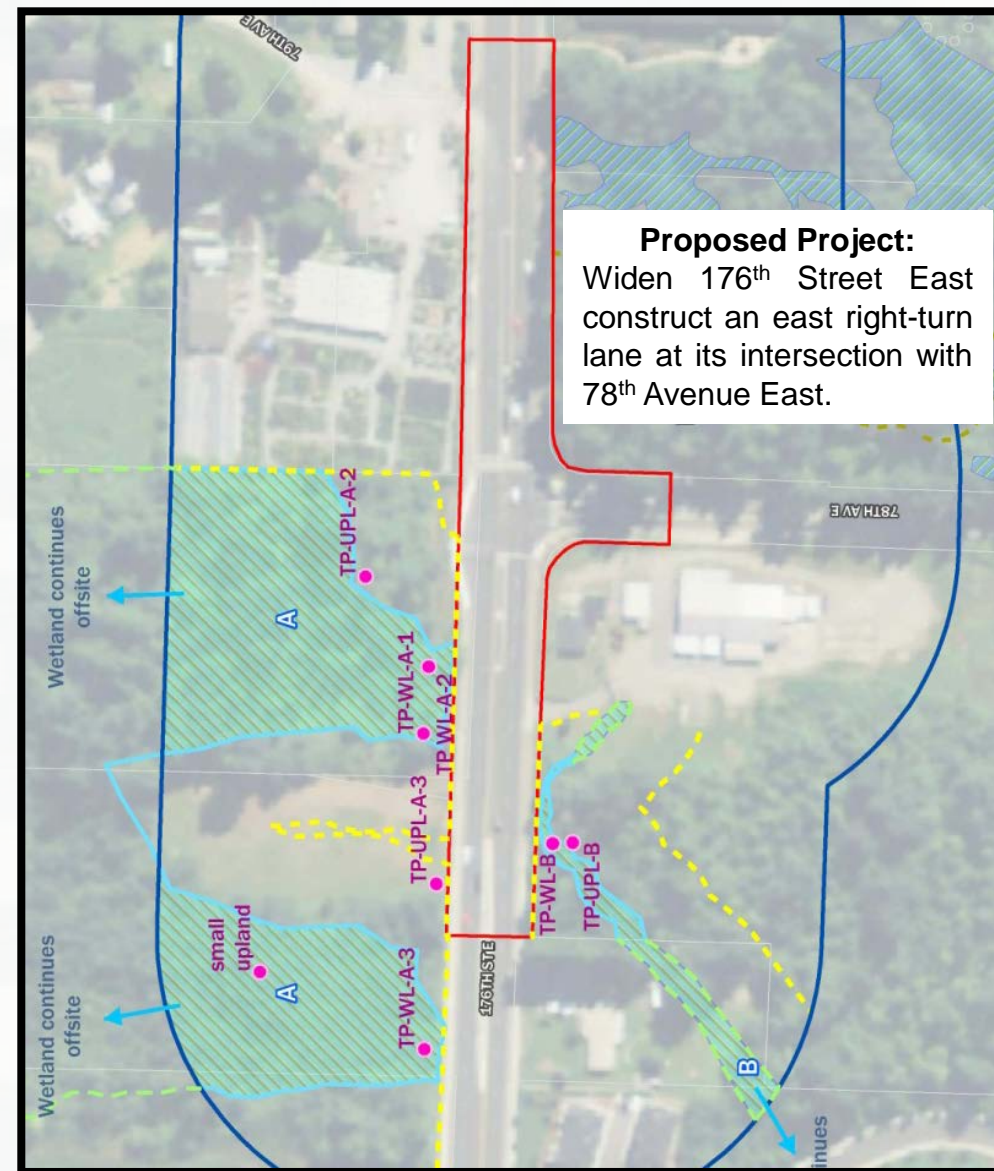 79TH AVE
Proposed Project:
Widen 176th Street East
construct an east right-turn
lane at its intersection with
78th Avenue East.
Wetland continues
offsite
TP-UPL-A-2
A
TP-WL-A-1
TP WL-A-2
78TH AV E
TP-UPL-A-3
TP-WL-B
TP-UPL-B
Wetland continues
offsite
small
upland
A
TP-WL-A-3
176TH ST E
B
inues